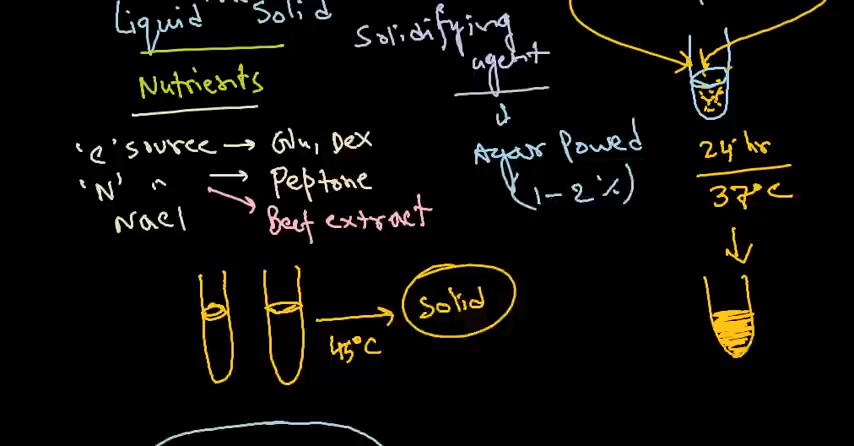 Liquid Solid
Nutrients
'C' source → Glu, Dex
'N' " → Peptone
Nacl
Beef extract
Solidifying
agent
Agar Powed
(1-2%)
24 hr
37°C
45°C
Solid